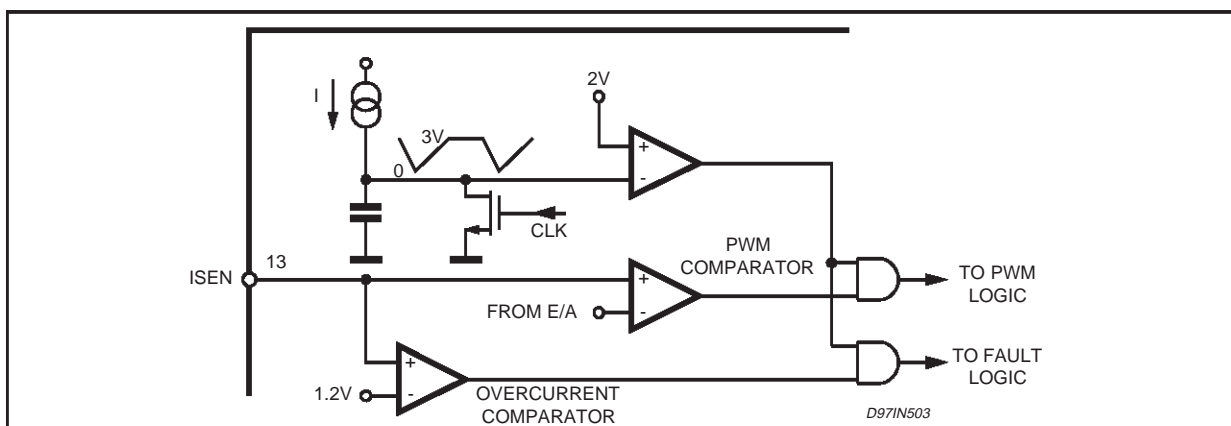 2V
I
3V
0
CLK
PWM
COMPARATOR
13
ISEN
TO PWM
LOGIC
FROM E/A
TO FAULT
LOGIC
1.2V
OVERCURRENT
COMPARATOR
D97IN503
+
-
+
-
+
-